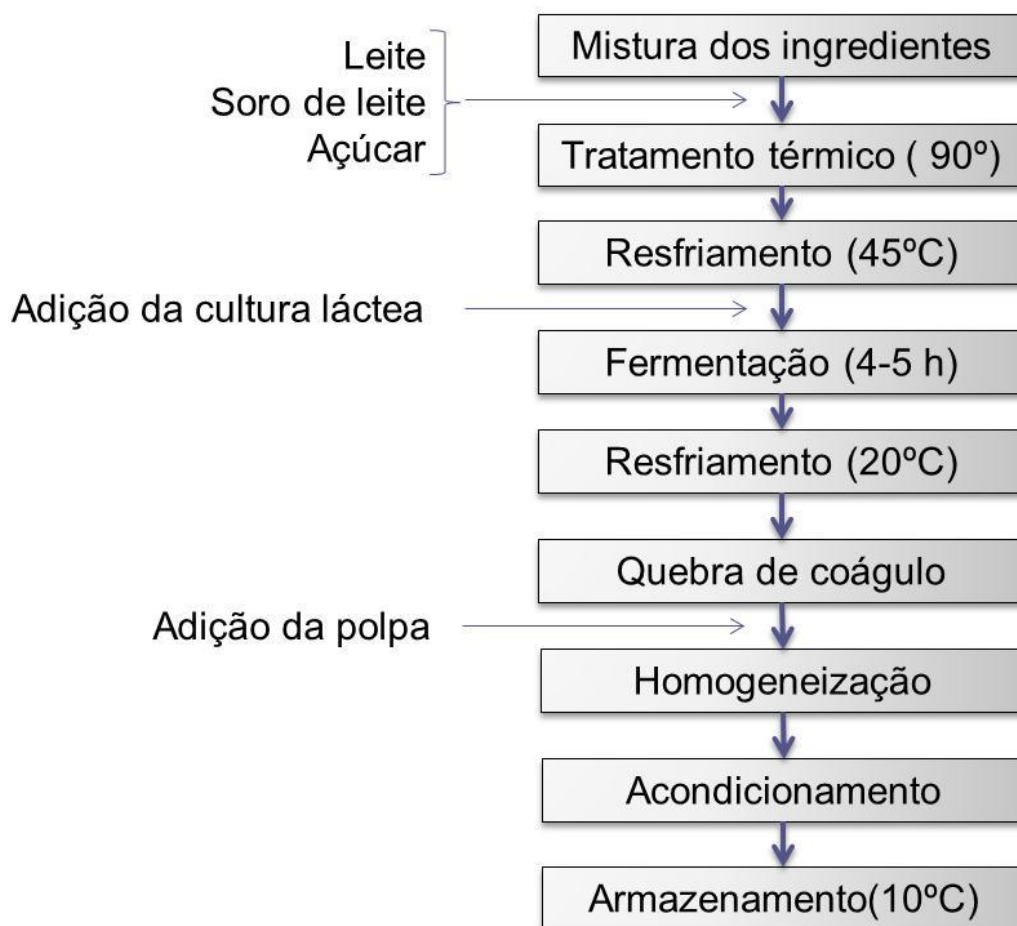 Mistura dos ingredientes
Leite
Soro de leite
Açúcar
Tratamento térmico ( 90º)
Resfriamento (45ºC)
Adição da cultura láctea
Fermentação (4-5 h)
Resfriamento (20ºC)
Quebra de coágulo
Adição da polpa
Homogeneização
Acondicionamento
Armazenamento(10ºC)